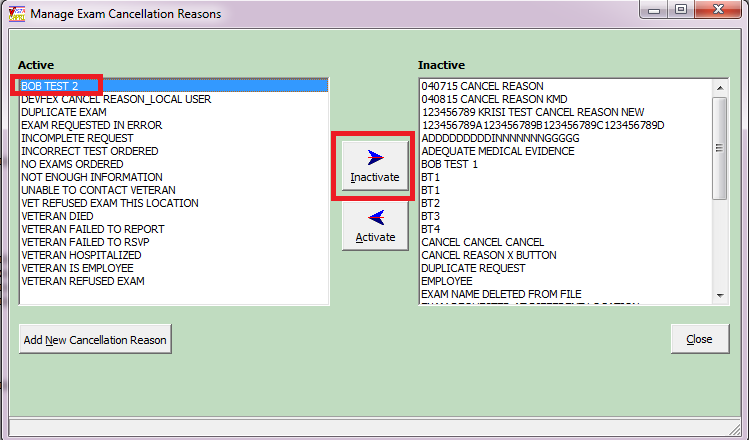 Manage Exam Cancellation Reasons
Active
BOB TEST 2
DEVFEX CANCEL REASON_LOCAL USER
DUPLICATE EXAM
EXAM REQUESTED IN ERROR
INCOMPLETE REQUEST
INCORRECT TEST ORDERED
NO EXAMS ORDERED
NOT ENOUGH INFORMATION
UNABLE TO CONTACT VETERAN
VET REFUSED EXAM THIS LOCATION
VETERAN DIED
VETERAN FAILED TO REPORT
VETERAN FAILED TO RSVP
VETERAN HOSPITALIZED
VETERAN IS EMPLOYEE
VETERAN REFUSED EXAM
Inactivate
Activate
Inactive
040715 CANCEL REASON
040815 CANCEL REASON KMD
123456789 KRISI TEST CANCEL REASON NEW
123456789A123456789B123456789C123456789D
ADDDDDDDDDINNNNNNNGGGGG
ADEQUATE MEDICAL EVIDENCE
BOB TEST 1
BT1
BT1
BT2
BT3
BT4
CANCEL CANCEL CANCEL
CANCEL REASON X BUTTON
DUPLICATE REQUEST
EMPLOYEE
EXAM NAME DELETED FROM FILE
Add New Cancellation Reason
Close